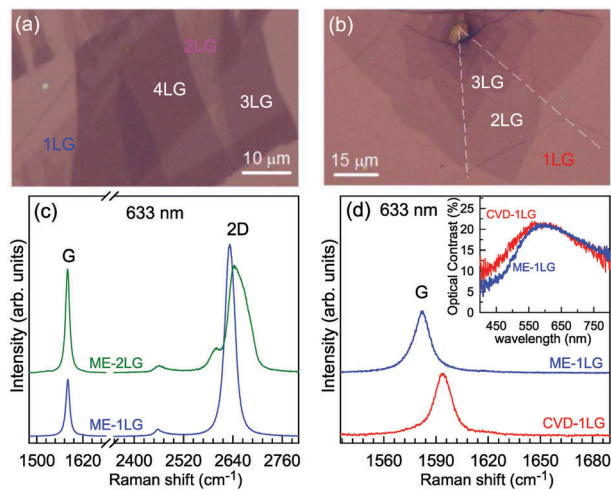 (a)
2LG
4LG
3LG
1LG
10 μm
(b)
3LG
2LG
1LG
15 μm
(c)
633 nm
2D
G
ME-2LG
ME-1LG
Intensity (arb. units)
1500 1620 2400 2640 2760
Raman shift (cm-1)
(d) 633 nm
G
ME-1LG
CVD-1LG
Intensity (arb. units)
1560 1590 1620 1650 1680
Raman shift (cm-1)
CVD-1LG
ME-1LG
Optical Contrast (%)
25
20
15
10
5
0
450 550 650 750
wavelength (nm)